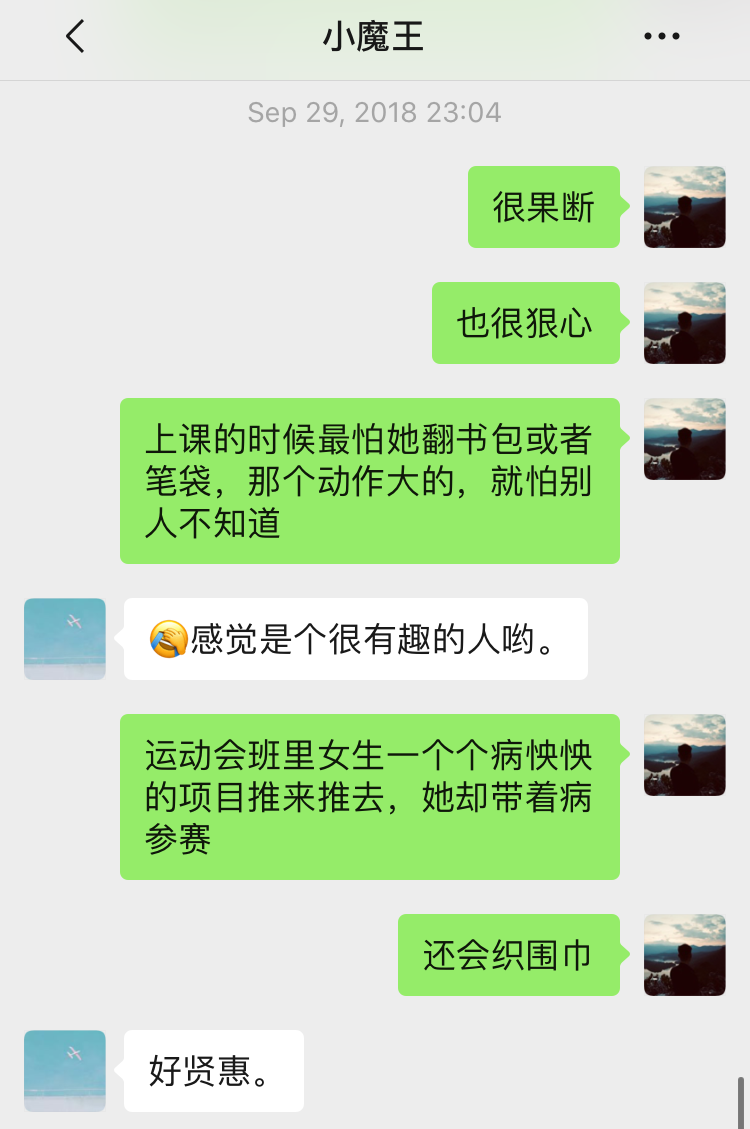 小魔王
Sep 29, 2018 23:04
很果断
也很狠心
上课的时候最怕她翻书包或者
笔袋，那个动作大的，就怕别
人不知道
🤣感觉是个很有趣的人哟。
运动会班里女生一个个病怏怏
的项目推来推去，她却带着病
参赛
还会织围巾
好贤惠。